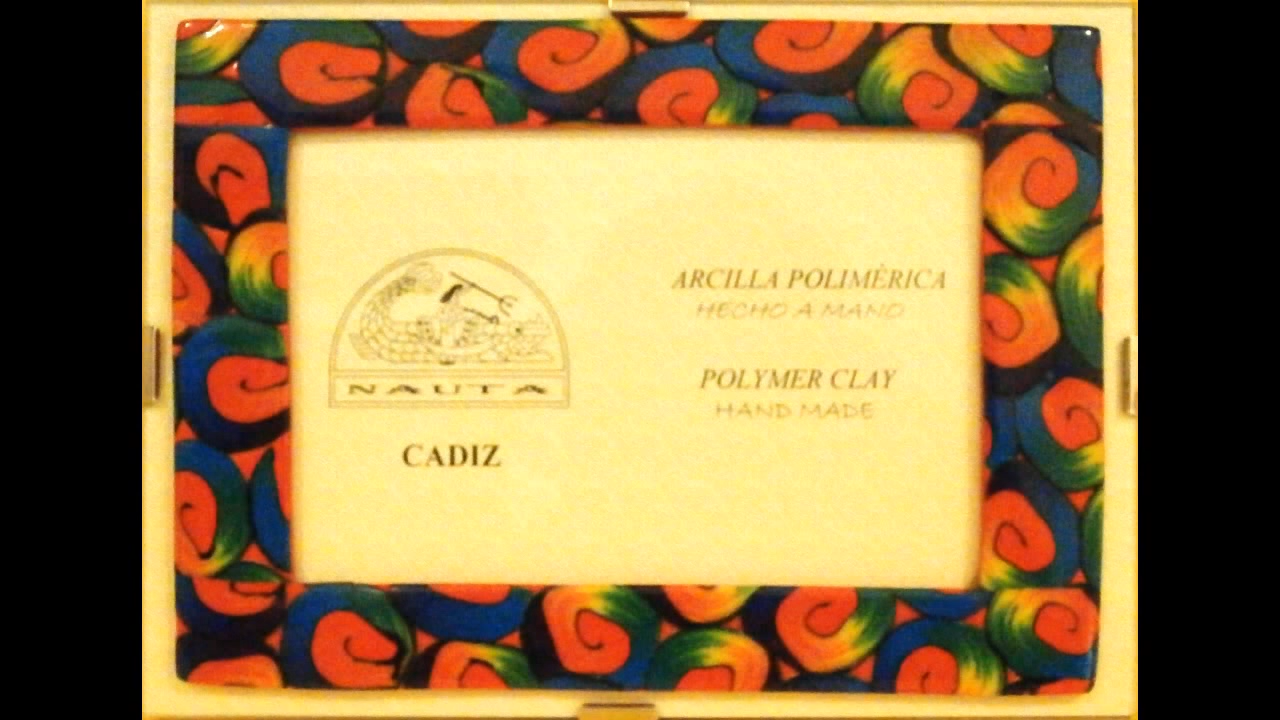 NAUTA
CADIZ
ARCILLA POLIMÈRICA
HECHO A MANO
POLYMER CLAY
HAND MADE